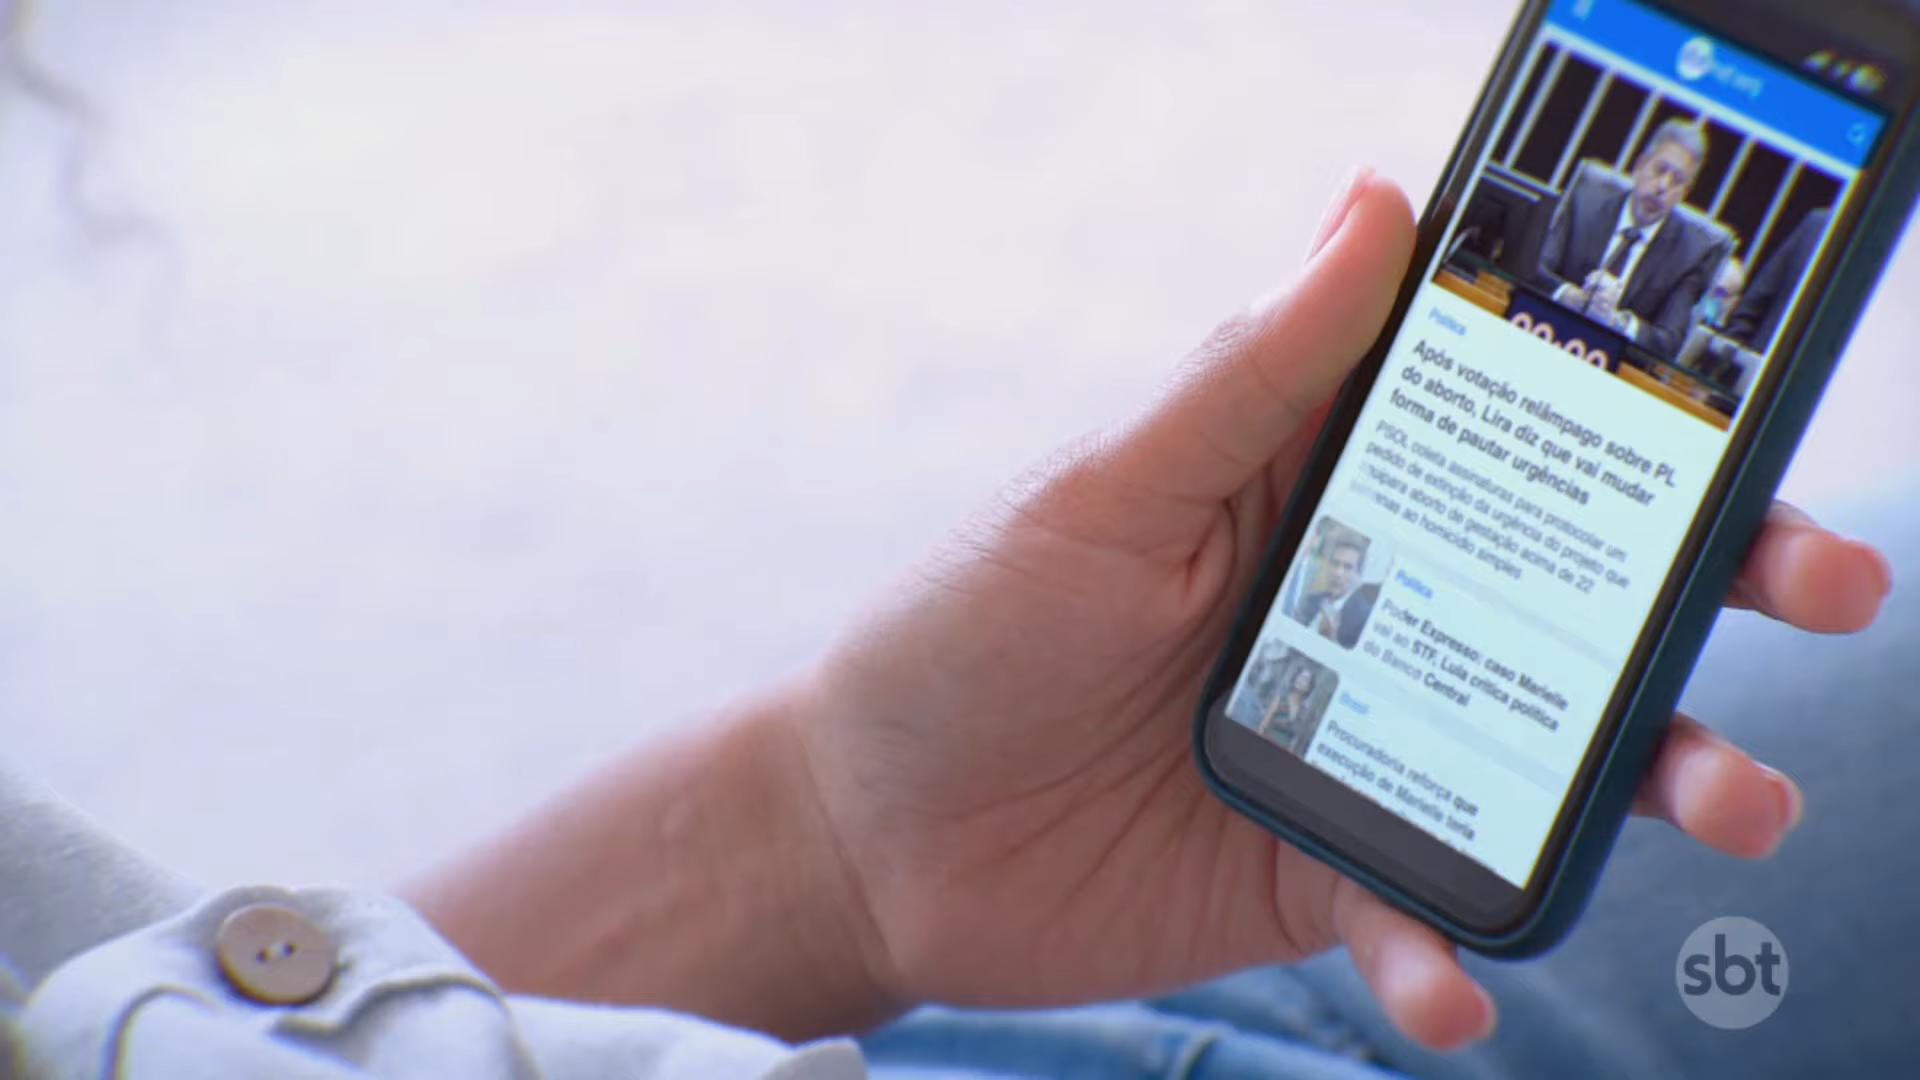 news
Política
00:00
Após votação relâmpago sobre PL
do aborto, Lira diz que vai mudar
forma de pautar urgências
PSOL coleta assinaturas para protocolar um
pedido de extinção da urgência do projeto que
aborto de gestação acima de 22
ao homicídio simples
Política
Poder Expresso: caso Marielle
vai ao STF, Lula critica política
do Banco Central
Brasil
Procuradoria reforça que
execução de Marielle teria
sbt